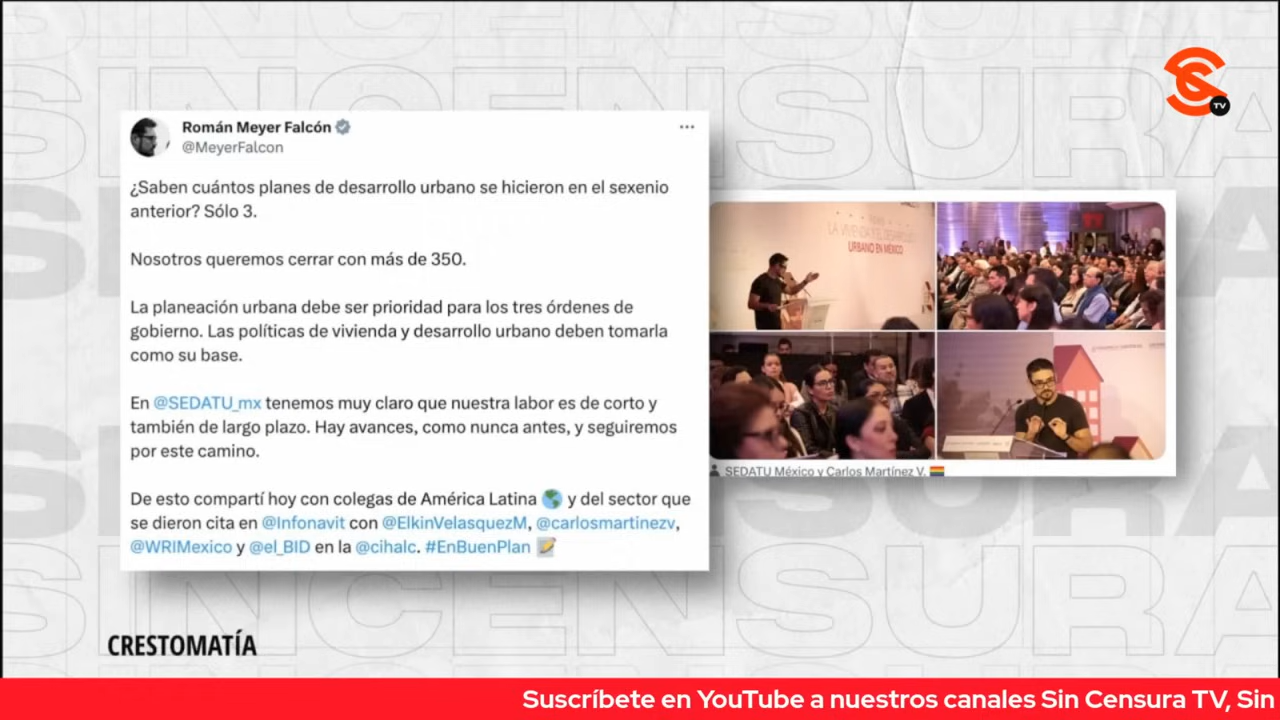 SINCENSURA
TV
Román Meyer Falcón
@MeyerFalcon
¿Saben cuántos planes de desarrollo urbano se hicieron en el sexenio
anterior? Sólo 3.
Nosotros queremos cerrar con más de 350.
La planeación urbana debe ser prioridad para los tres órdenes de
gobierno. Las políticas de vivienda y desarrollo urbano deben tomarla
como su base.
En @SEDATU_mx tenemos muy claro que nuestra labor es de corto y
también de largo plazo. Hay avances, como nunca antes, y seguiremos
por este camino.
De esto compartí hoy con colegas de América Latina 🌎 y del sector que
se dieron cita en @Infonavit con @ElkinVelasquezM, @carlosmartinezv,
@WRIMexico y @el_BID en la @cihalc. #EnBuenPlan 📝
LA VIVIENDA Y EL DESARROLLO
URBANO EN MÉXICO
SEDATU México y Carlos Martínez V. 🏳️‍🌈
CRESTOMATÍA
Suscríbete en YouTube a nuestros canales Sin Censura TV, Sin